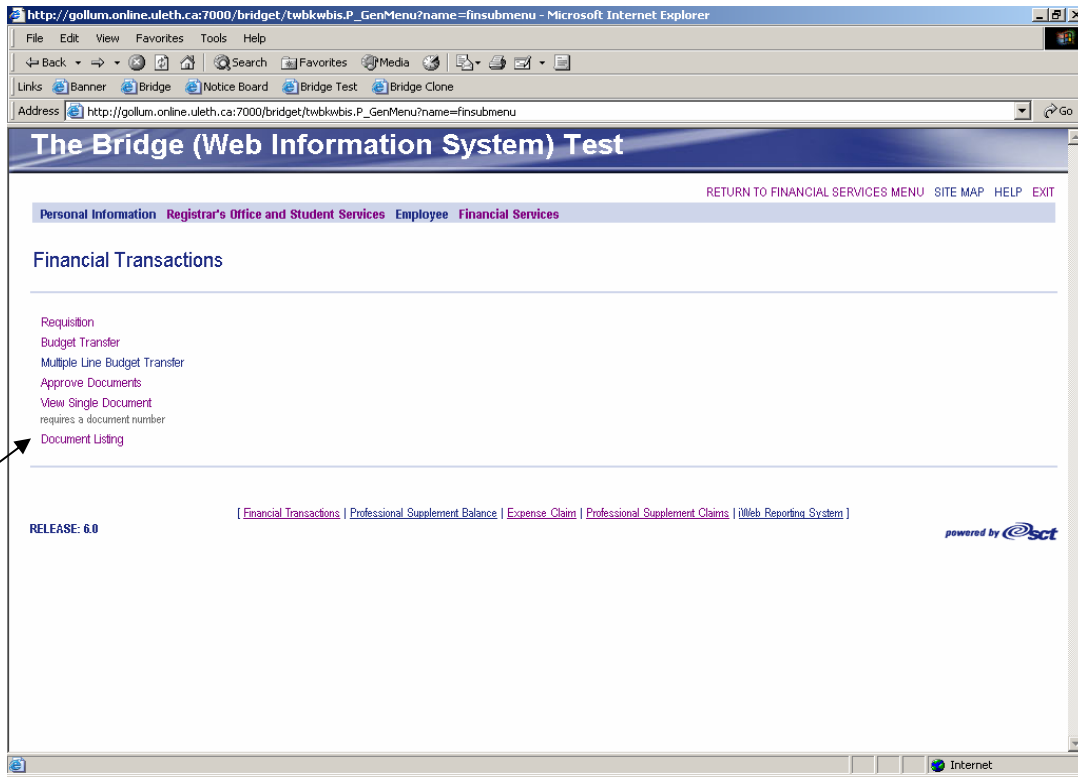 http://gollum.online.uleth.ca:7000/bridget/twbkwbis.P_GenMenu?name=finsubmenu - Microsoft Internet Explorer
File Edit View Favorites Tools Help
Back Search Favorites Media
Links Banner Bridge Notice Board Bridge Test Bridge Clone
Address http://gollum.online.uleth.ca:7000/bridget/twbkwbis.P_GenMenu?name=finsubmenu Go
The Bridge (Web Information System) Test
RETURN TO FINANCIAL SERVICES MENU SITE MAP HELP EXIT
Personal Information Registrar's Office and Student Services Employee Financial Services
Financial Transactions
Requisition
Budget Transfer
Multiple Line Budget Transfer
Approve Documents
View Single Document
requires a document number
Document Listing
[ Financial Transactions | Professional Supplement Balance | Expense Claim | Professional Supplement Claims | iWeb Reporting System ]
RELEASE: 6.0
powered by sct
Internet